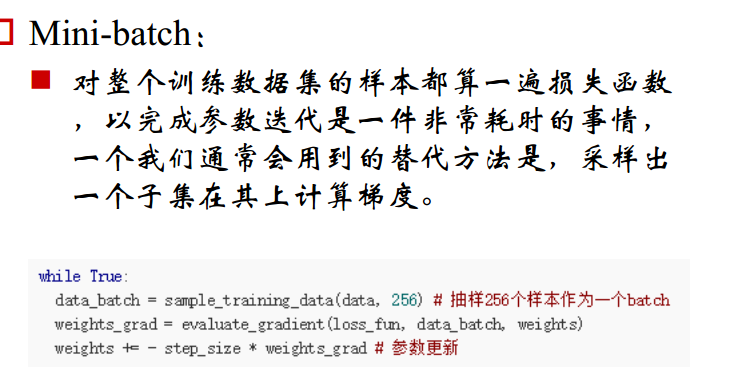 Mini-batch：
对整个训练数据集的样本都算一遍损失函数
，以完成参数迭代是一件非常耗时的事情，
一个我们通常会用到的替代方法是，采样出
一个子集在其上计算梯度。
while True:
data_batch = sample_training_data(data, 256) # 抽样256个样本作为一个batch
weights_grad = evaluate_gradient(loss_fun, data_batch, weights)
weights += - step_size * weights_grad # 参数更新